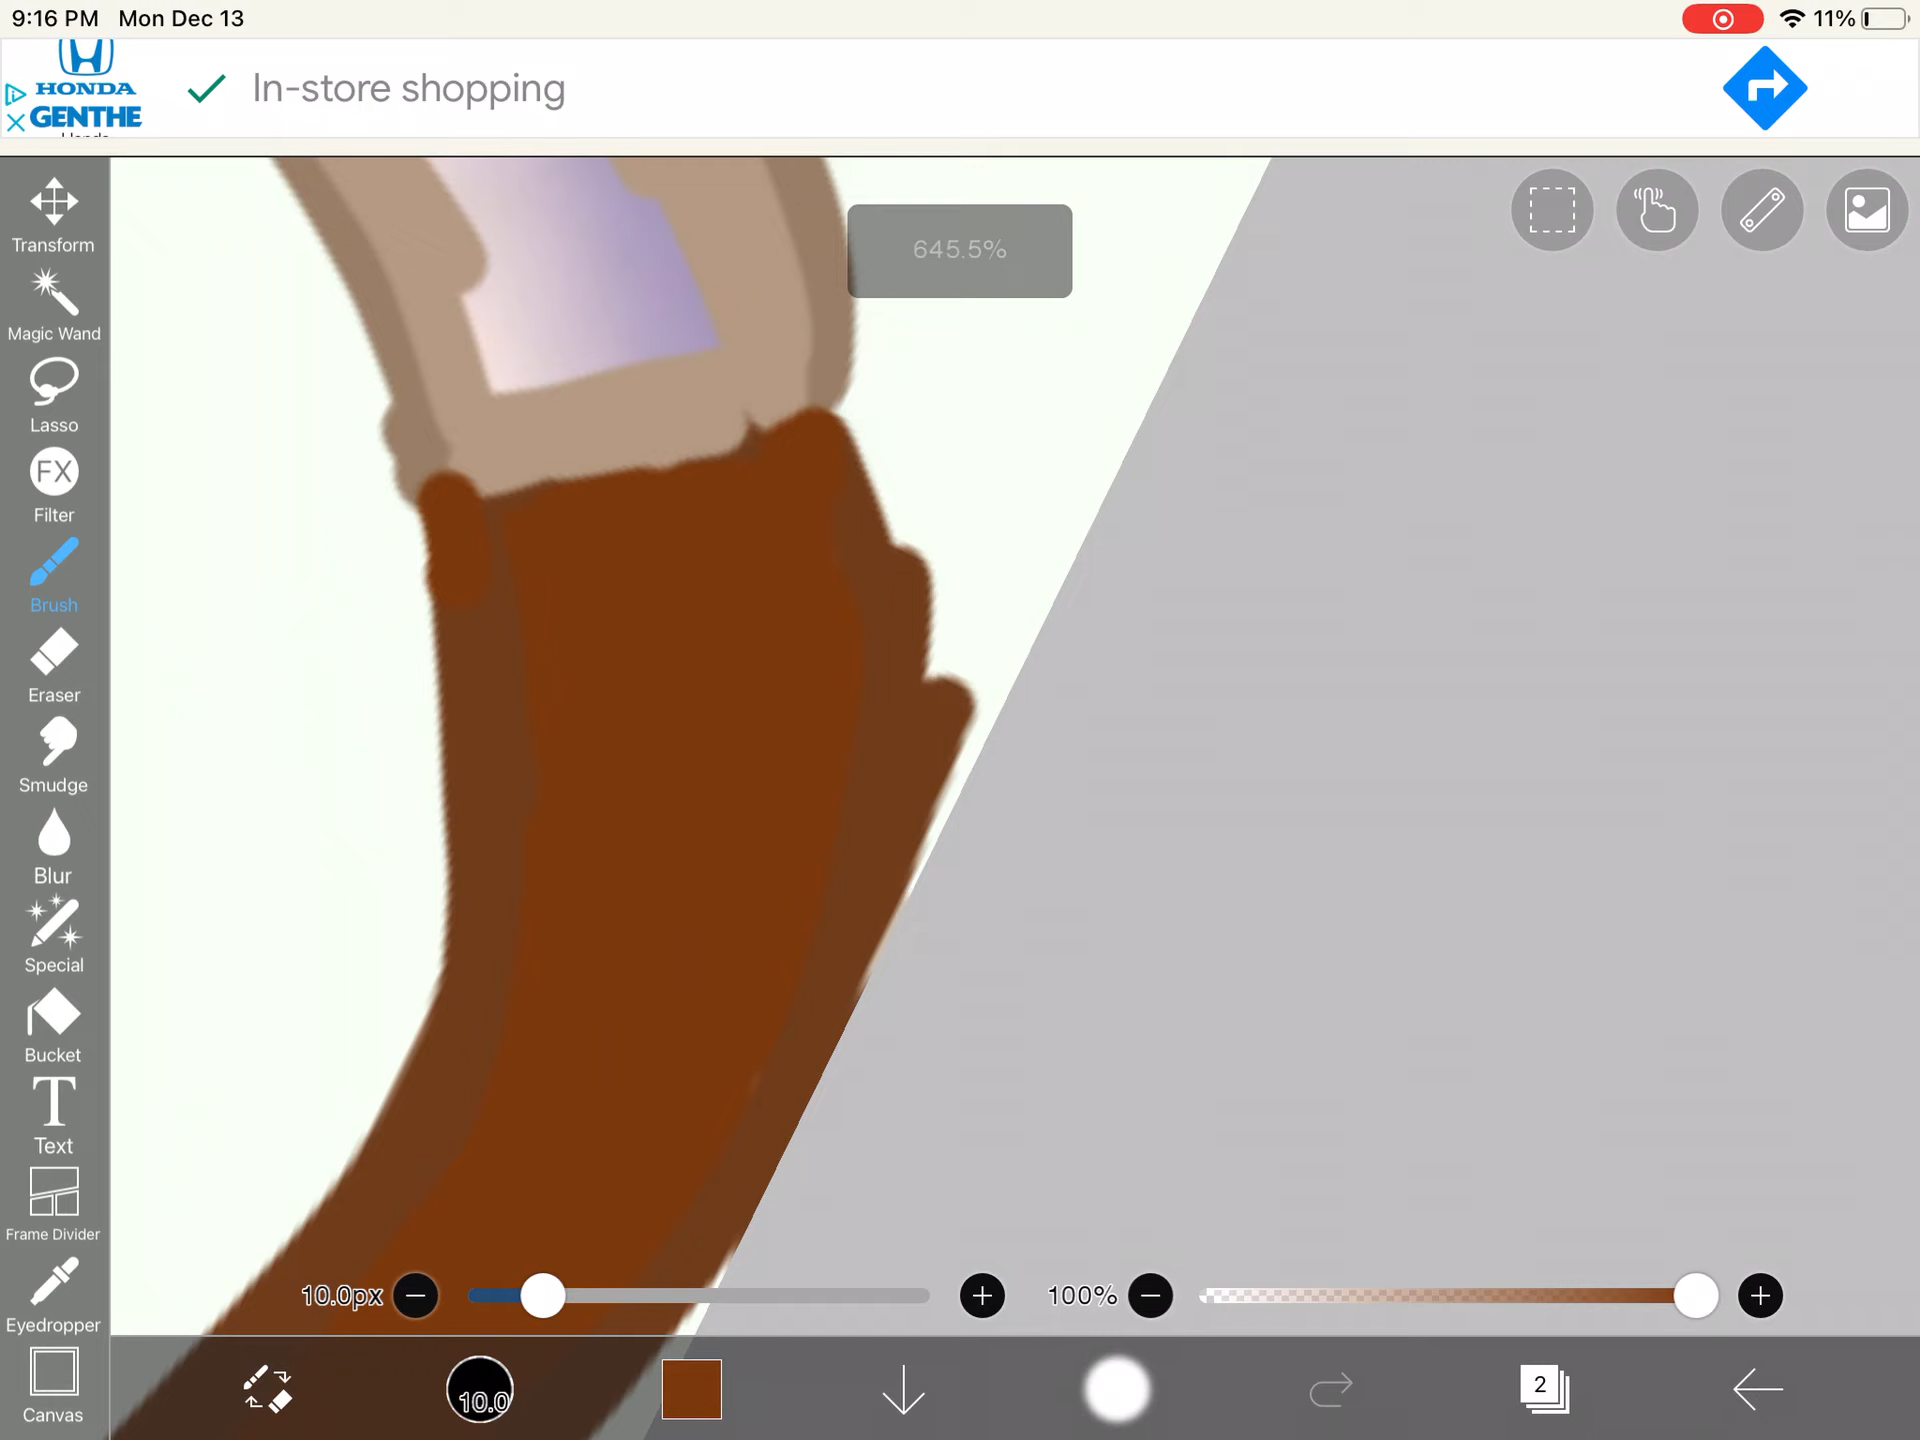 9:16 PM Mon Dec 13
11%
HONDA
GENTHE
In-store shopping
645.5%
Transform
Magic Wand
Lasso
FX
Filter
Brush
Eraser
Smudge
Blur
Special
Bucket
T
Text
Frame Divider
Eyedropper
Canvas
10.0px
100%
10.0
2